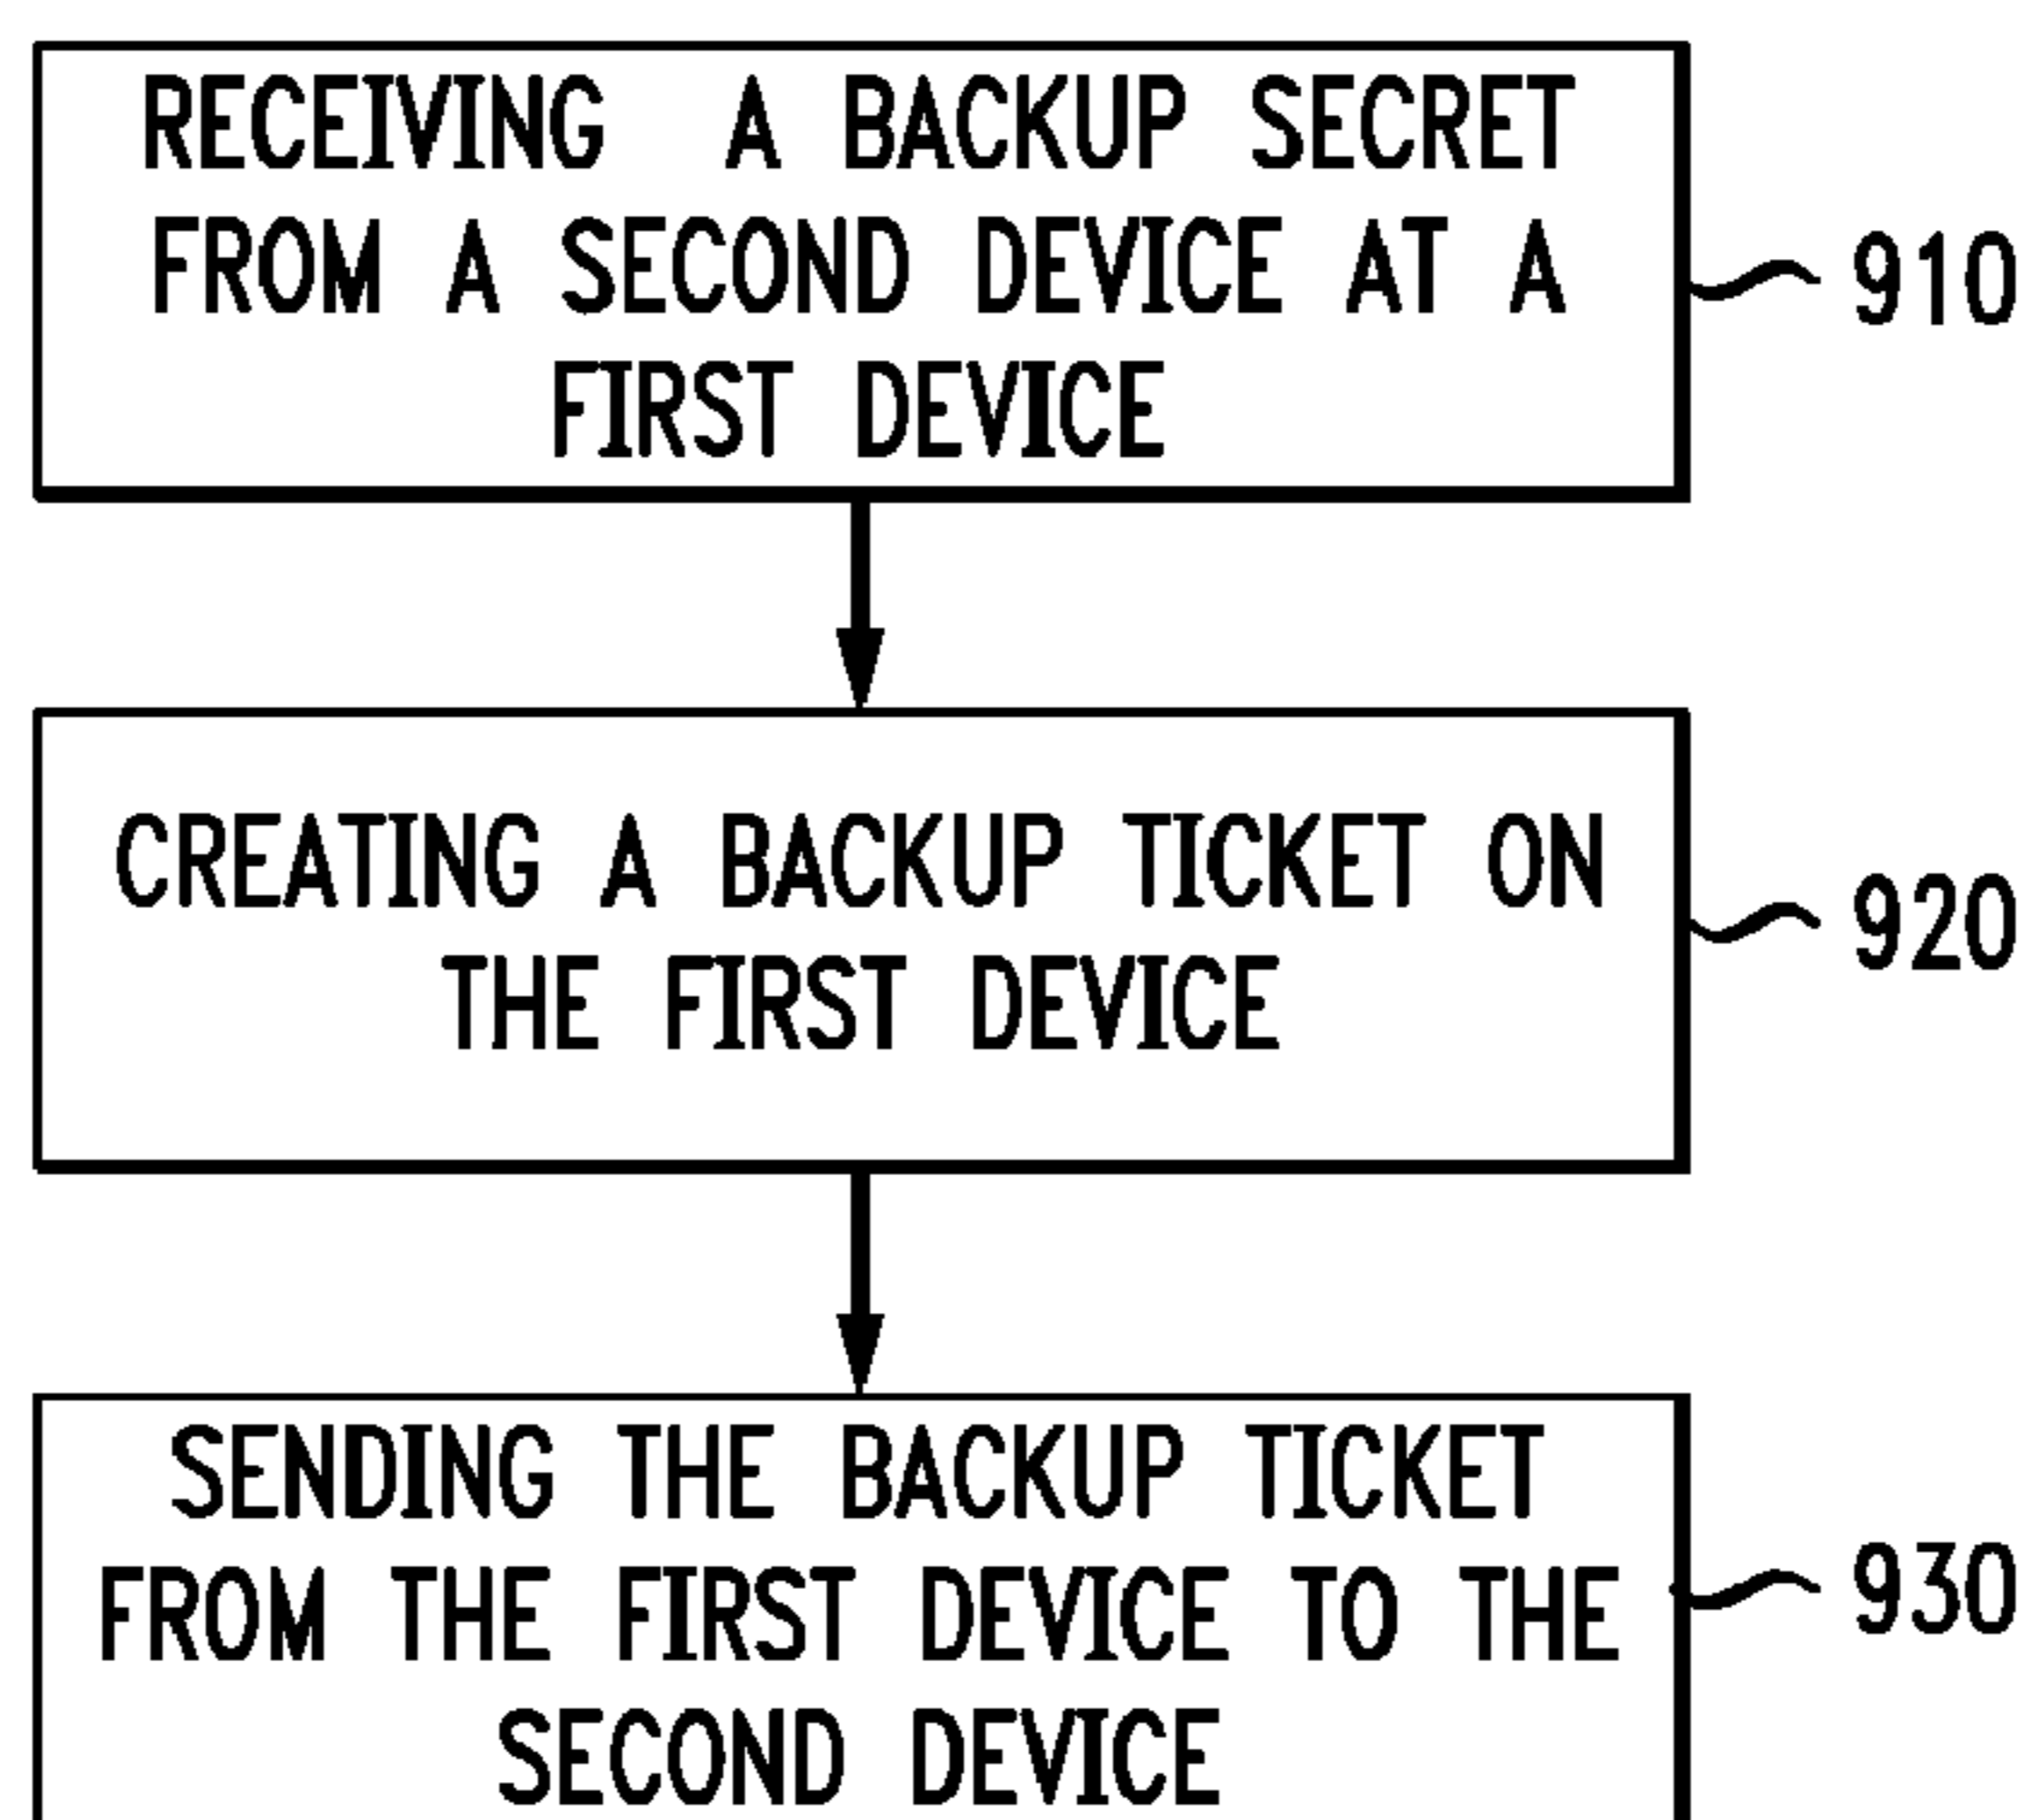 RECEIVING A BACKUP SECRET
FROM A SECOND DEVICE AT A
FIRST DEVICE
910
CREATING A BACKUP TICKET ON
THE FIRST DEVICE
920
SENDING THE BACKUP TICKET
FROM THE FIRST DEVICE TO THE
SECOND DEVICE
930